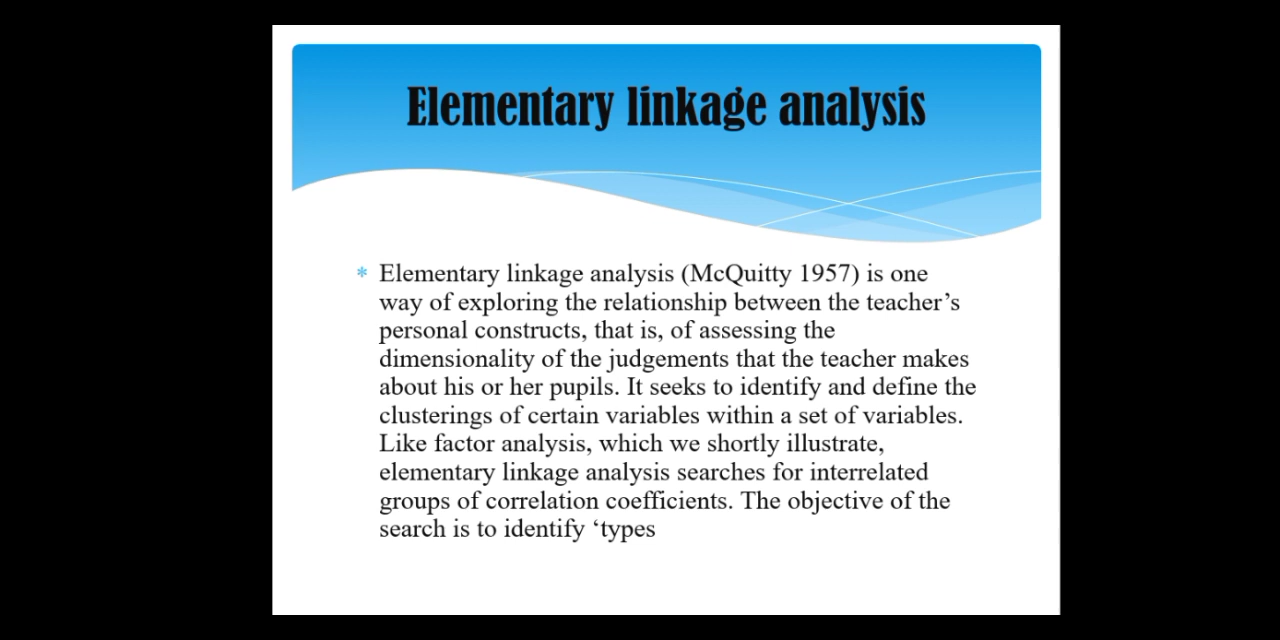 Elementary linkage analysis
* Elementary linkage analysis (McQuitty 1957) is one
way of exploring the relationship between the teacher’s
personal constructs, that is, of assessing the
dimensionality of the judgements that the teacher makes
about his or her pupils. It seeks to identify and define the
clusterings of certain variables within a set of variables.
Like factor analysis, which we shortly illustrate,
elementary linkage analysis searches for interrelated
groups of correlation coefficients. The objective of the
search is to identify ‘types